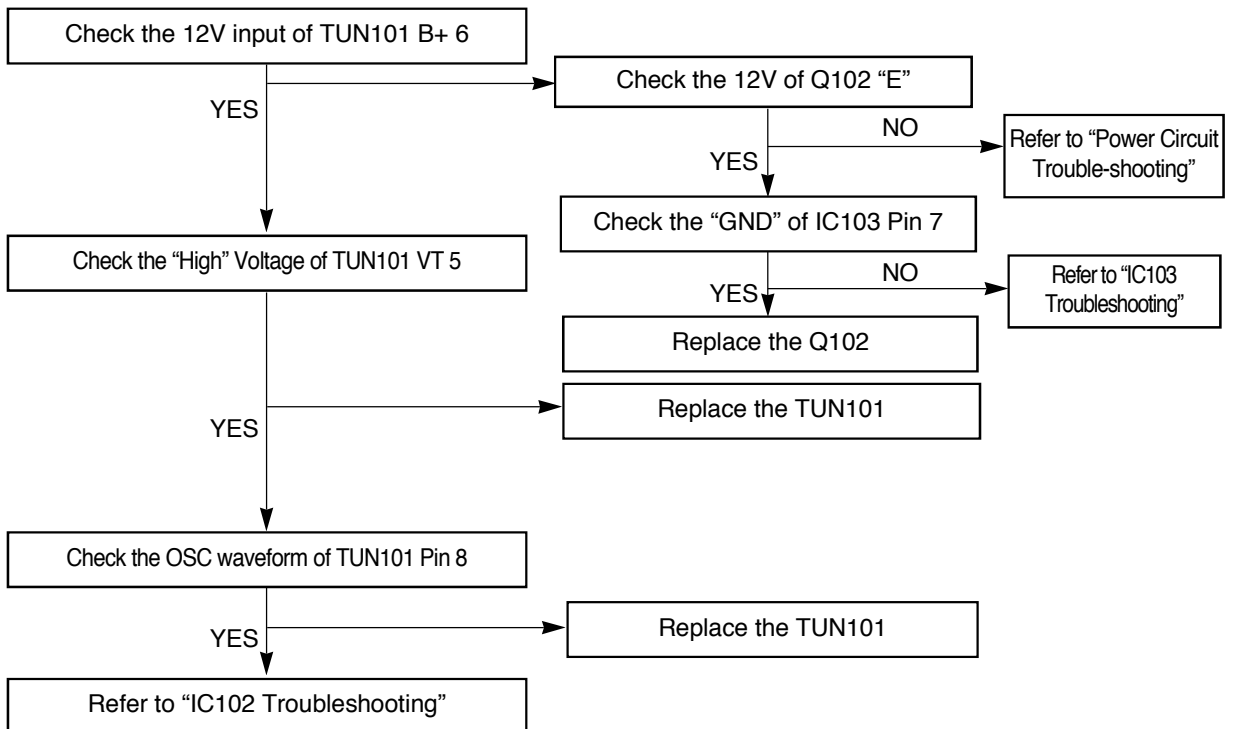 Check the 12V input of TUN101 B+ 6
YES
Check the 12V of Q102 “E”
NO
Refer to “Power Circuit
Trouble-shooting”
YES
Check the “GND” of IC103 Pin 7
NO
Refer to “IC103
Troubleshooting”
YES
Replace the Q102
Check the “High” Voltage of TUN101 VT 5
Replace the TUN101
YES
Check the OSC waveform of TUN101 Pin 8
Replace the TUN101
YES
Refer to “IC102 Troubleshooting”